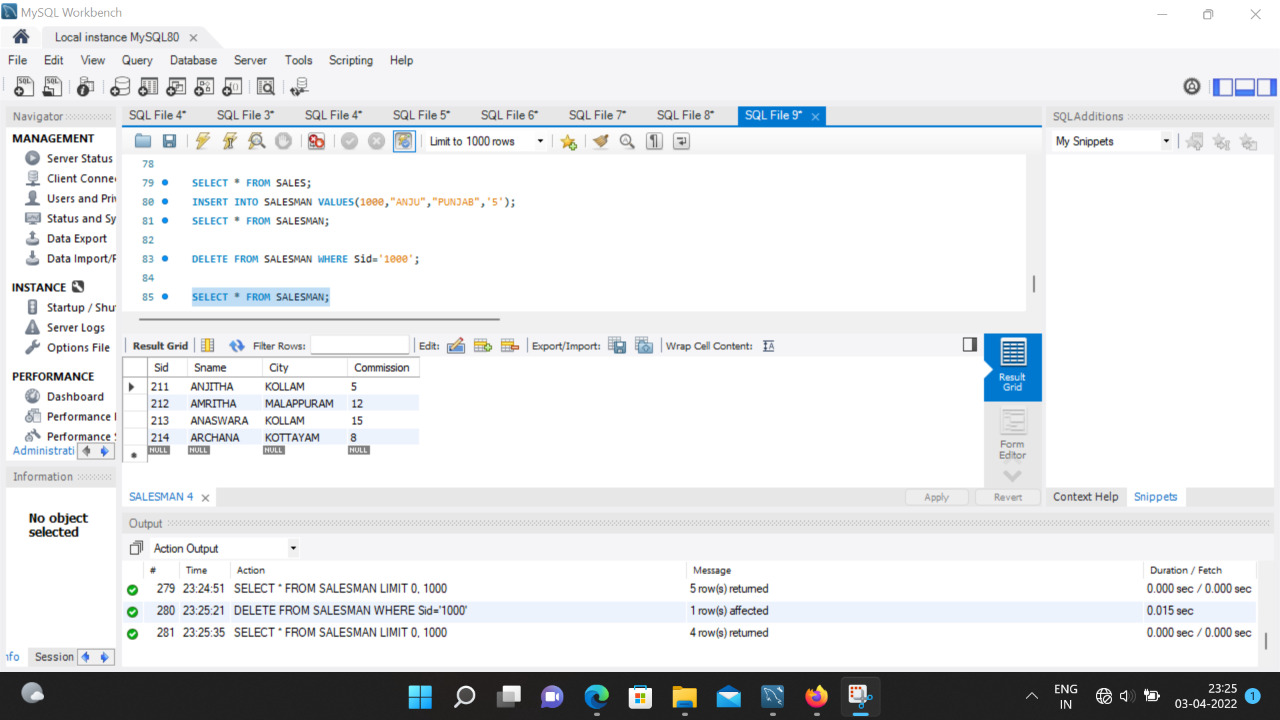 MySQL Workbench
Local instance MySQL80
File Edit View Query Database Server Tools Scripting Help
Navigator
MANAGEMENT
Server Status
Client Conne
Users and Pri
Status and Sy
Data Export
Data Import/
INSTANCE
Startup / Shu
Server Logs
Options File
PERFORMANCE
Dashboard
Performance
Performance
Administrati
Information
No object
selected
nfo Session
SQL File 4* SQL File 3* SQL File 4* SQL File 5* SQL File 6* SQL File 7* SQL File 8* SQL File 9*
Limit to 1000 rows
78
79 SELECT * FROM SALES;
80 INSERT INTO SALESMAN VALUES(1000,"ANJU","PUNJAB",'5');
81 SELECT * FROM SALESMAN;
82
83 DELETE FROM SALESMAN WHERE Sid='1000';
84
85 SELECT * FROM SALESMAN;
Result Grid Filter Rows: Edit: Export/Import: Wrap Cell Content:
Sid Sname City Commission
211 ANJITHA KOLLAM 5
212 AMRITHA MALAPPURAM 12
213 ANASWARA KOLLAM 15
214 ARCHANA KOTTAYAM 8
NULL NULL NULL NULL
Result
Grid
Form
Editor
SALESMAN 4
Apply Revert
SQLAdditions
My Snippets
Context Help Snippets
Output
Action Output
# Time Action Message Duration / Fetch
279 23:24:51 SELECT * FROM SALESMAN LIMIT 0, 1000 5 row(s) returned 0.000 sec / 0.000 sec
280 23:25:21 DELETE FROM SALESMAN WHERE Sid='1000' 1 row(s) affected 0.015 sec
281 23:25:35 SELECT * FROM SALESMAN LIMIT 0, 1000 4 row(s) returned 0.000 sec / 0.000 sec
ENG
IN
23:25
03-04-2022
1